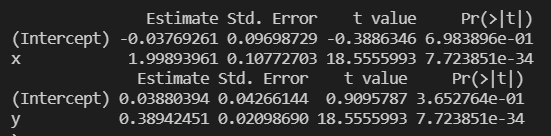 Estimate Std. Error t value Pr(>|t|)
(Intercept) -0.03769261 0.09698729 -0.3886346 6.983896e-01
x 1.99893961 0.10772703 18.5555993 7.723851e-34
Estimate Std. Error t value Pr(>|t|)
(Intercept) 0.03880394 0.04266144 0.9095787 3.652764e-01
y 0.38942451 0.02098690 18.5555993 7.723851e-34